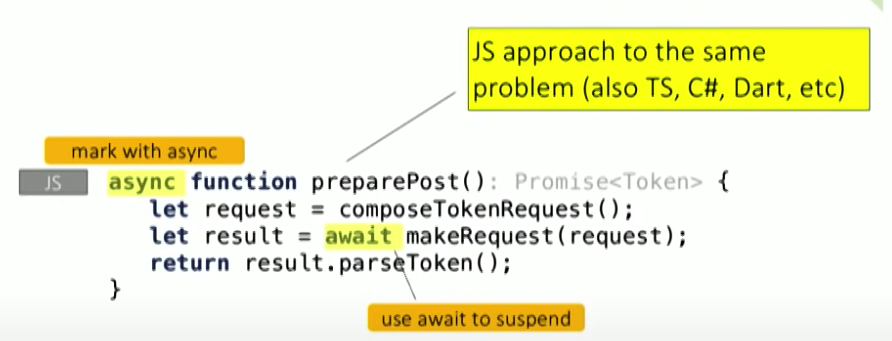 JS approach to the same
problem (also TS, C#, Dart, etc)
mark with async
JS
async function preparePost(): Promise<Token> {
let request = composeTokenRequest();
let result = await makeRequest(request);
return result.parseToken();
}
use await to suspend